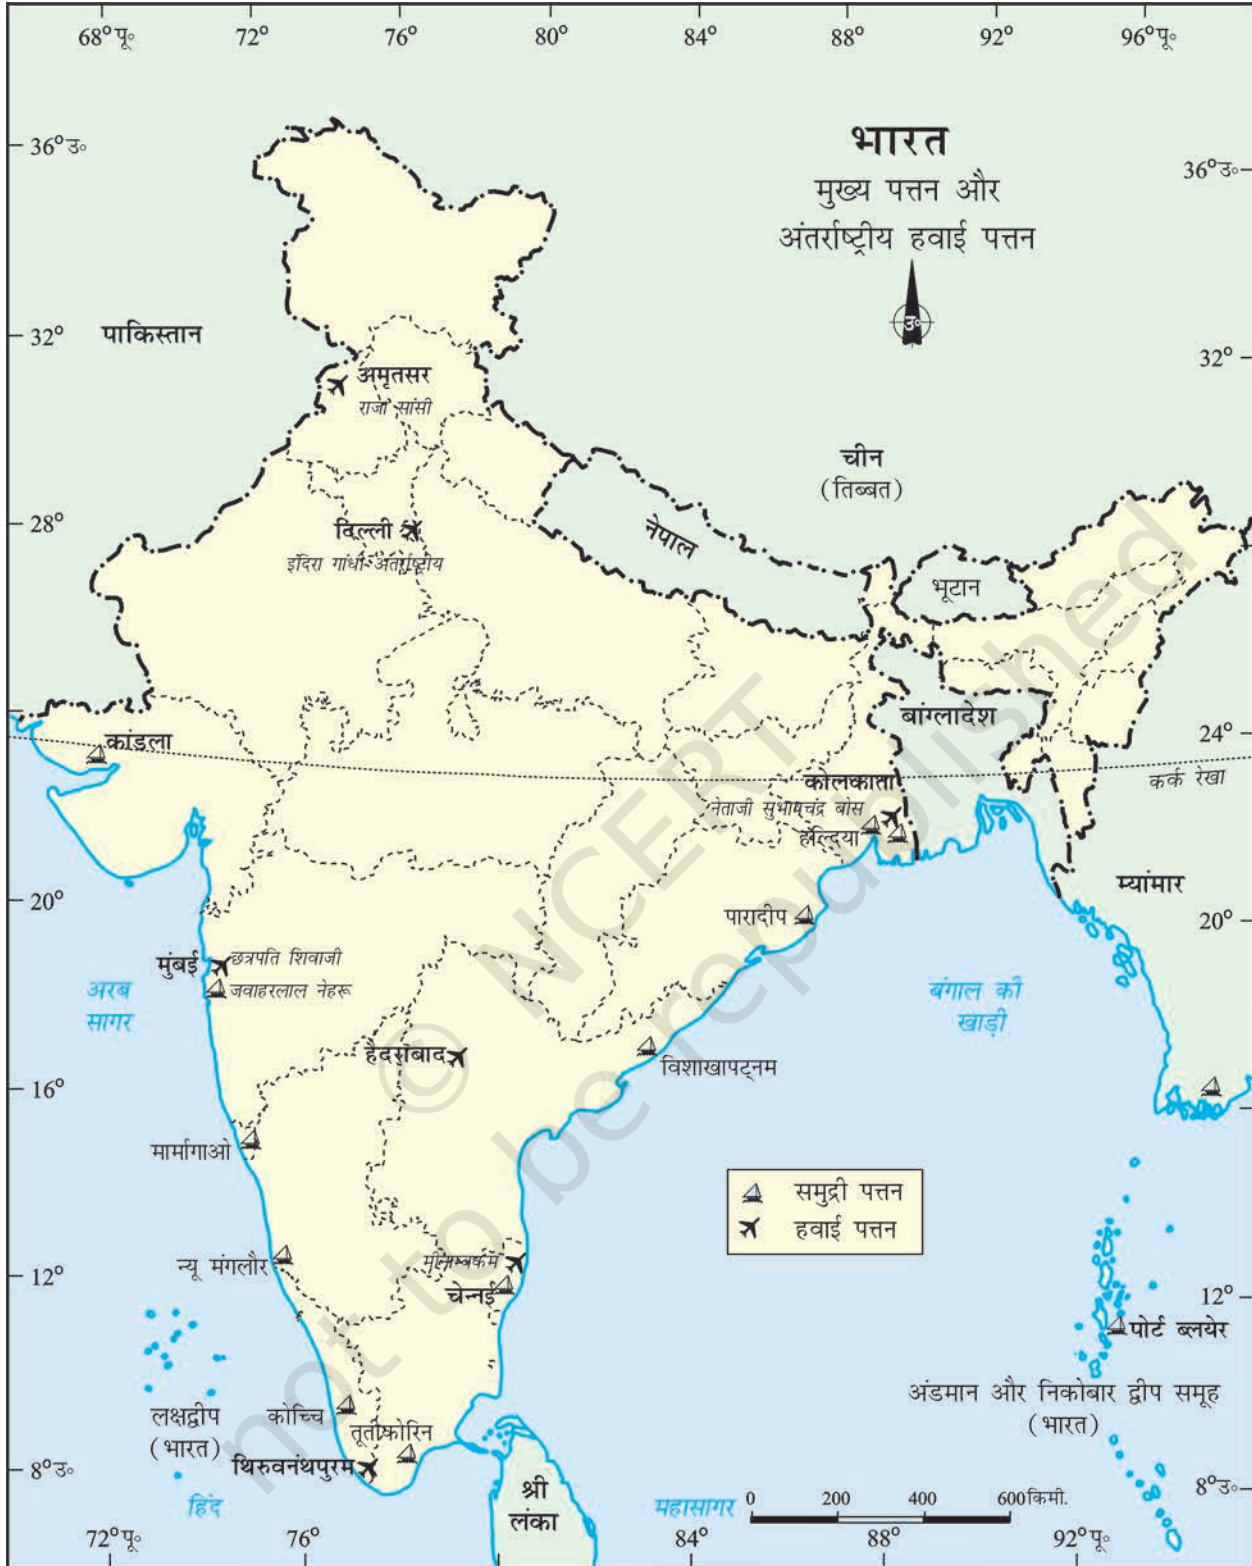 68°पू॰ 72° 76° 80° 84° 88° 92° 96°पू॰
36°उ॰
भारत
36°उ॰
मुख्य पत्तन और
अंतर्राष्ट्रीय हवाई पत्तन
उ॰
पाकिस्तान
32°
32°
अमृतसर
राजा सांसी
चीन
(तिब्बत)
28°
दिल्ली
नेपाल
इंदिरा गांधी अंतर्राष्ट्रीय
भूटान
बांग्लादेश
कांडला
24°
कर्क रेखा
कोलकाता
नेताजी सुभाषचंद्र बोस
हल्दिया
म्यांमार
20°
पारादीप
20°
मुंबई
छत्रपति शिवाजी
जवाहरलाल नेहरू
अरब
सागर
बंगाल की
खाड़ी
हैदराबाद
विशाखापट्नम
16°
मार्मागाओ
समुद्री पत्तन
हवाई पत्तन
न्यू मंगलौर
मीनाम्बकम
12°
चेन्नई
12°
पोर्ट ब्लयेर
अंडमान और निकोबार द्वीप समूह
(भारत)
लक्षद्वीप
(भारत)
कोच्चि
तूतीकोरिन
थिरुवनंथपुरम
8°उ॰
8°उ॰
श्री
लंका
हिंद
महासागर
0 200 400 600 किमी.
72°पू॰ 76° 84° 88° 92°पू॰
© NCERT
not to be republished